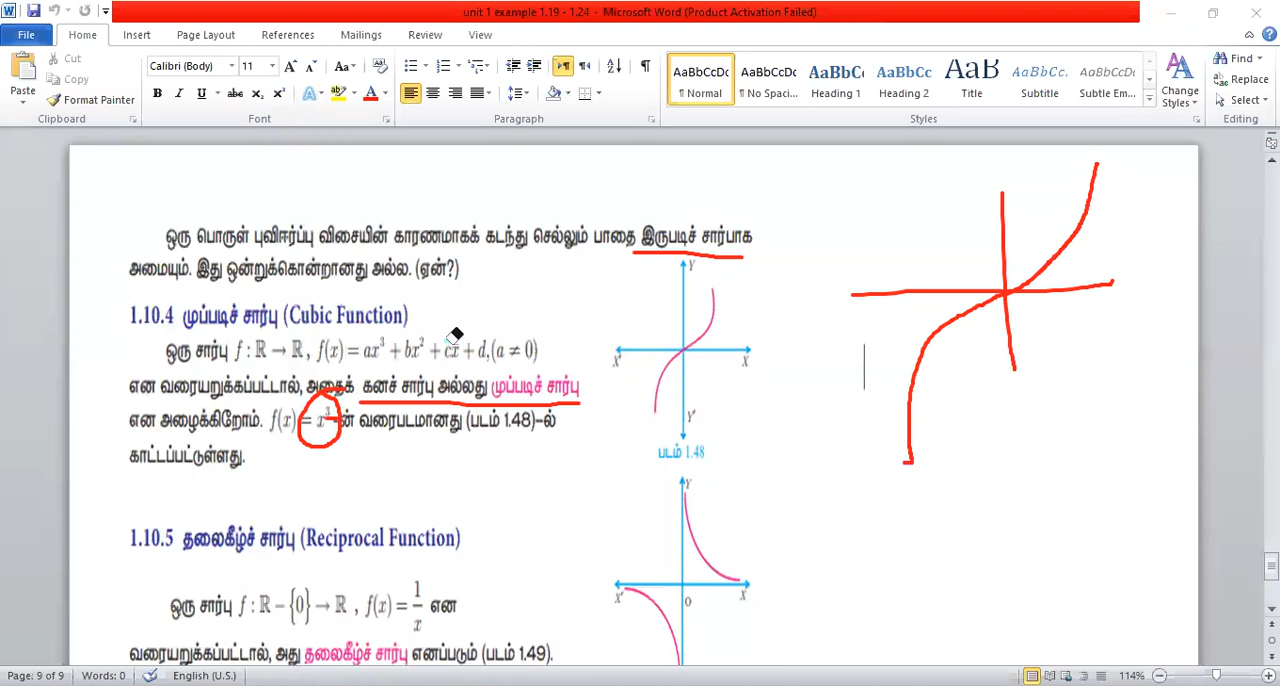 unit 1 example 1.19 - 1.24 - Microsoft Word (Product Activation Failed)
File Home Insert Page Layout References Mailings Review View
Paste Cut Copy Format Painter Clipboard
Calibri (Body) 11 Font
Paragraph
AaBbCcDc AaBbCcDc AaBbC AaBbCc AaB AaBbCc. AaBbCcDc
¶ Normal ¶ No Spaci... Heading 1 Heading 2 Title Subtitle Subtle Em... Change Styles Styles
Find Replace Select Editing
ஒரு பொருள் புவிஈர்ப்பு விசையின் காரணமாகக் கடந்து செல்லும் பாதை இருபடிச் சார்பாக
அமையும். இது ஒன்றுக்கொன்றானது அல்ல. (ஏன்?)
1.10.4 முப்படிச் சார்பு (Cubic Function)
ஒரு சார்பு f : ℝ → ℝ, f(x) = ax³ + bx² + cx + d, (a ≠ 0)
என வரையறுக்கப்பட்டால், அதைக் கனச் சார்பு அல்லது முப்படிச் சார்பு
என அழைக்கிறோம். f(x) = x³ -ன் வரைபடமானது (படம் 1.48)-ல்
காட்டப்பட்டுள்ளது.
Y
X' X
Y'
படம் 1.48
1.10.5 தலைகீழ்ச் சார்பு (Reciprocal Function)
ஒரு சார்பு f : ℝ − {0} → ℝ, f(x) = 1/x என
வரையறுக்கப்பட்டால், அது தலைகீழ்ச் சார்பு எனப்படும் (படம் 1.49).
Y
X' O X
Page: 9 of 9 Words: 0 English (U.S.) 114%